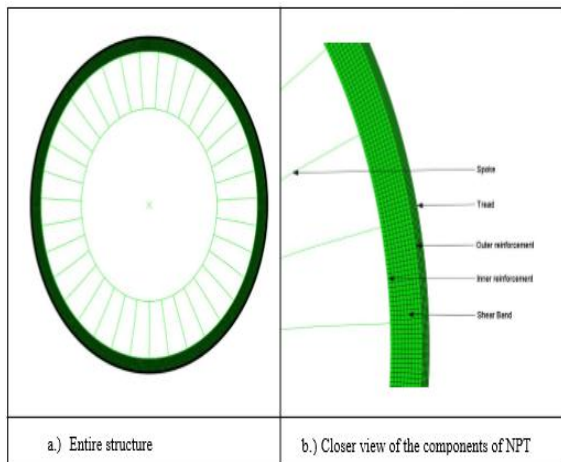 Spoke
Tread
Outer reinforcement
Inner reinforcement
Shear Band
a.) Entire structure
b.) Closer view of the components of NPT